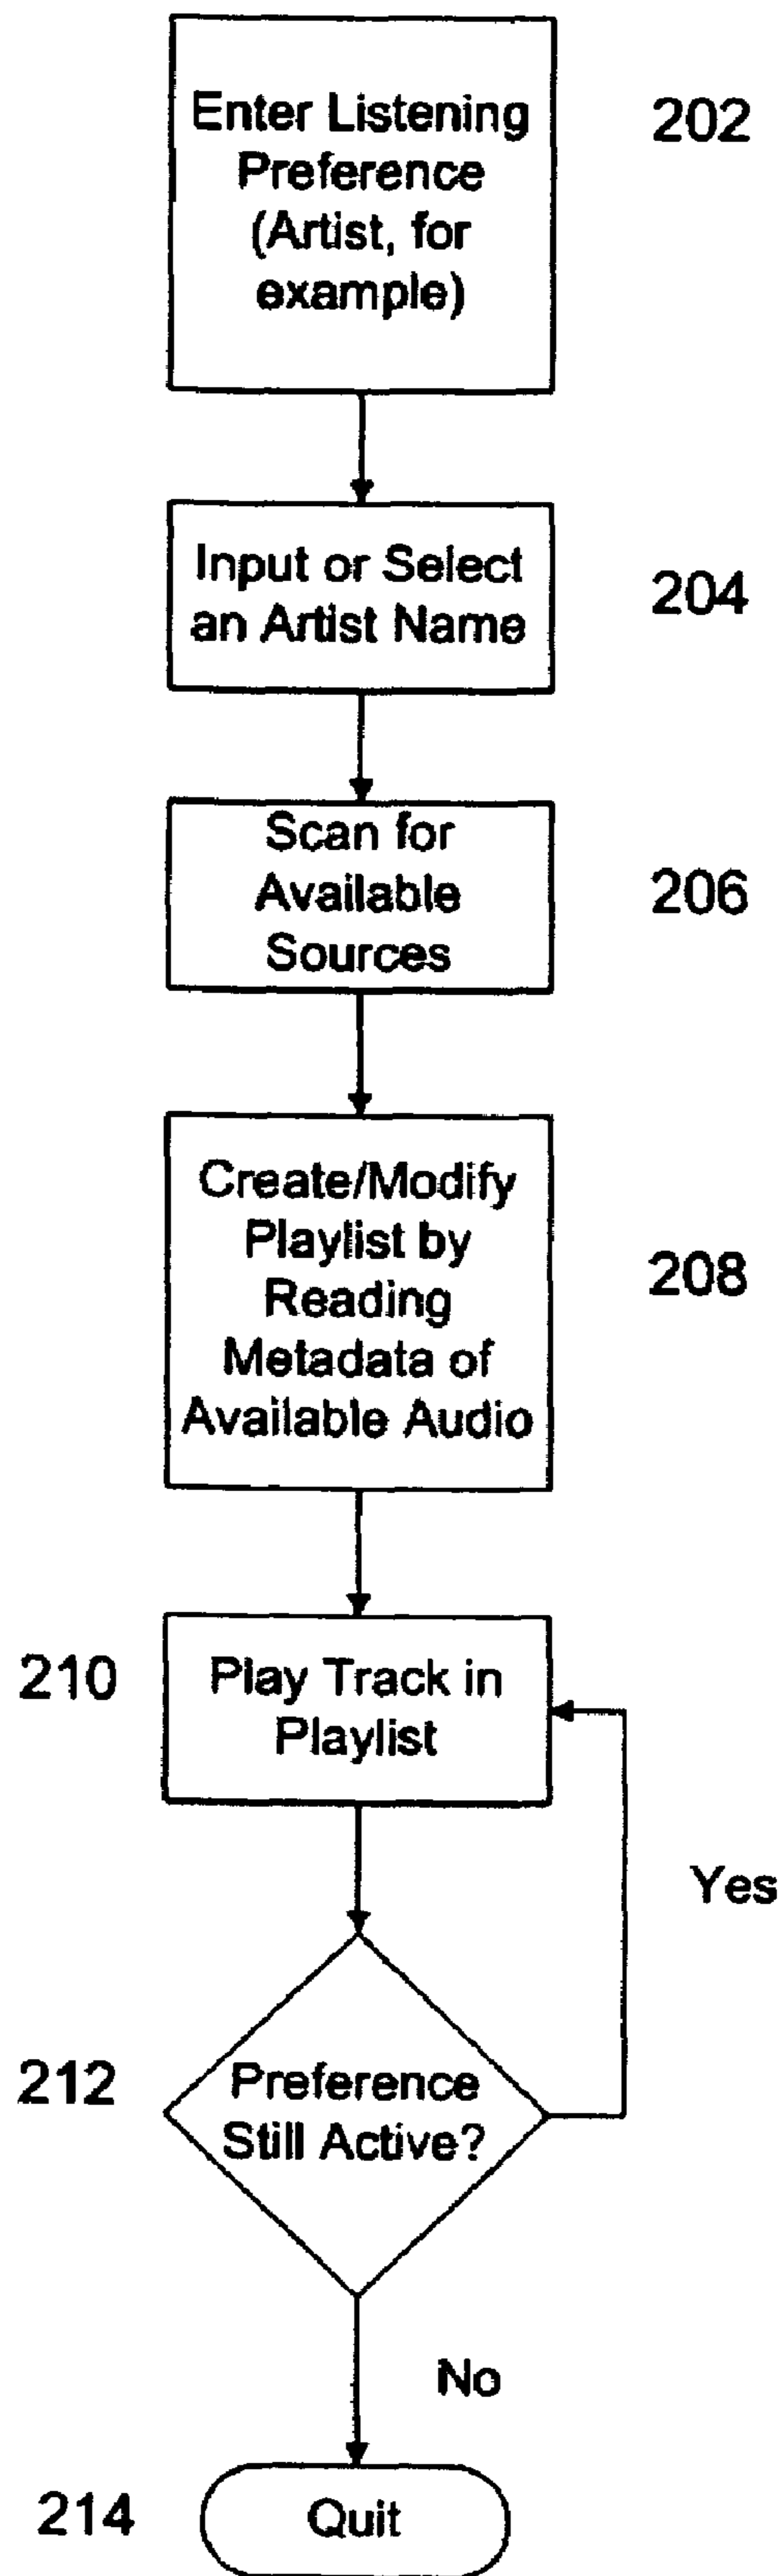 Enter Listening
Preference
(Artist, for
example)
202
Input or Select
an Artist Name
204
Scan for
Available
Sources
206
Create/Modify
Playlist by
Reading
Metadata of
Available Audio
208
210
Play Track in
Playlist
Yes
212
Preference
Still Active?
No
214
Quit